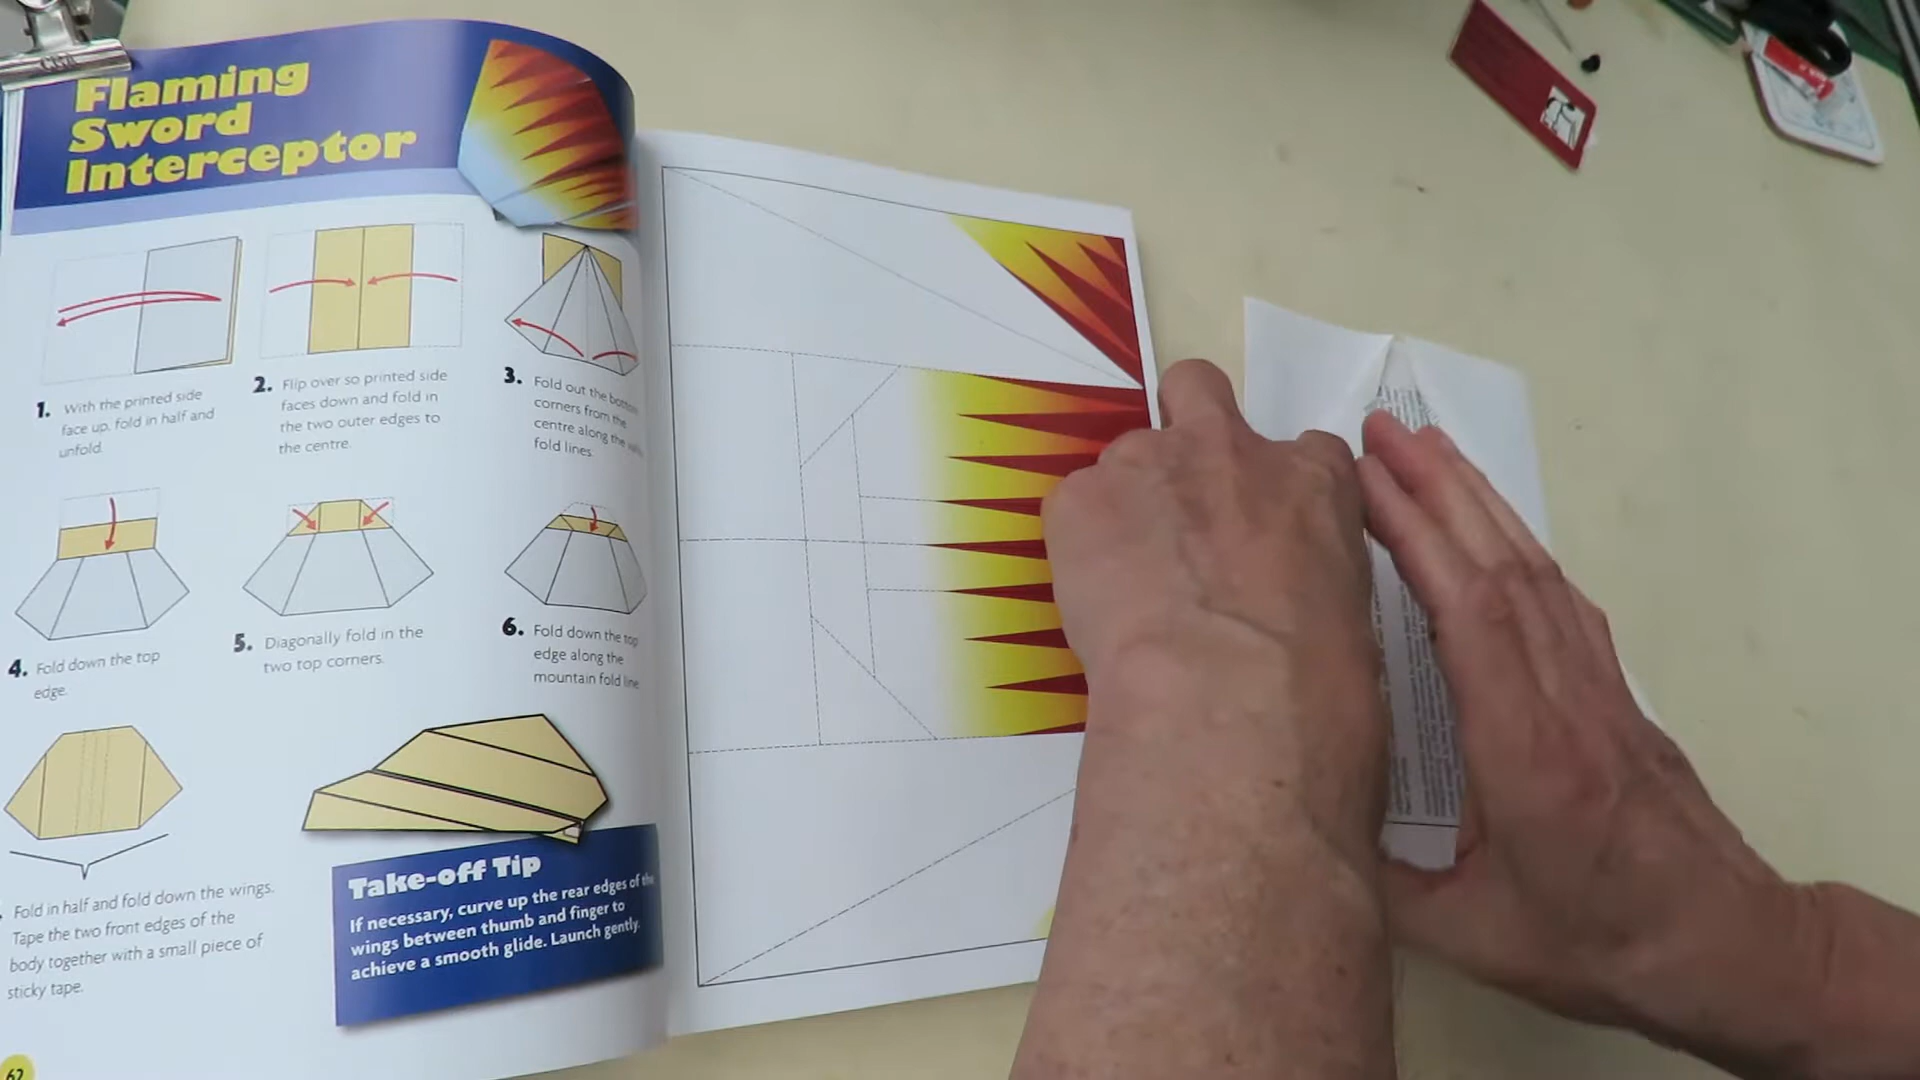 Flaming
Sword
Interceptor
1. With the printed side
face up, fold in half and
unfold.
2. Flip over so printed side
faces down and fold in
the two outer edges to
the centre.
3. Fold out the bottom
corners from the
centre along the
fold lines.
4. Fold down the top
edge.
5. Diagonally fold in the
two top corners.
6. Fold down the top
edge along the
mountain fold line
Fold in half and fold down the wings.
Tape the two front edges of the
body together with a small piece of
sticky tape.
Take-off Tip
If necessary, curve up the rear edges of the
wings between thumb and finger to
achieve a smooth glide. Launch gently.
62